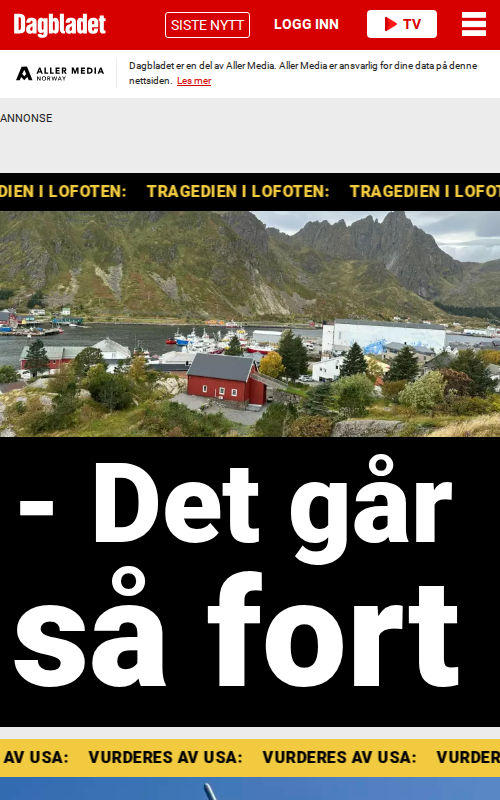 Dagbladet SISTE NYTT LOGG INN TV
ALLER MEDIA
NORWAY
Dagbladet er en del av Aller Media. Aller Media er ansvarlig for dine data på denne
nettsiden. Les mer
ANNONSE
DIEN I LOFOTEN: TRAGEDIEN I LOFOTEN: TRAGEDIEN I LOFOT
- Det går
så fort
AV USA: VURDERES AV USA: VURDERES AV USA: VURDER